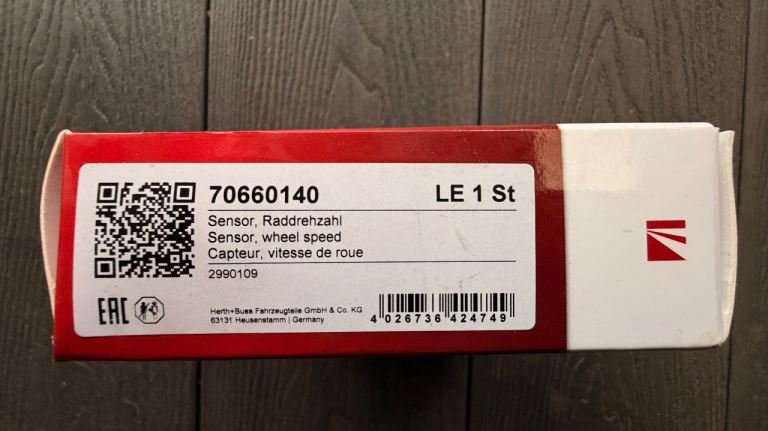 70660140 LE 1 St
Sensor, Raddrehzahl
Sensor, wheel speed
Capteur, vitesse de roue
2990109
EAC
Herth+Buss Fahrzeugteile GmbH & Co. KG
63131 Heusenstamm | Germany
4 026736 424749